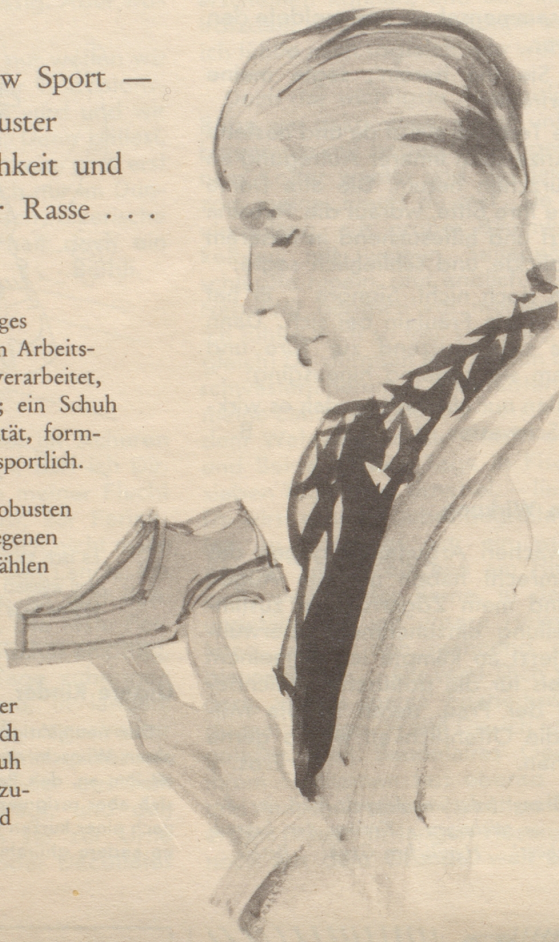 w Sport —
uster
hkeit und
r Rasse . . .
ges
n Arbeits-
verarbeitet,
; ein Schuh
tät, form-
sportlich.
obusten
egenen
ählen
er
ch
uh
zu-
d